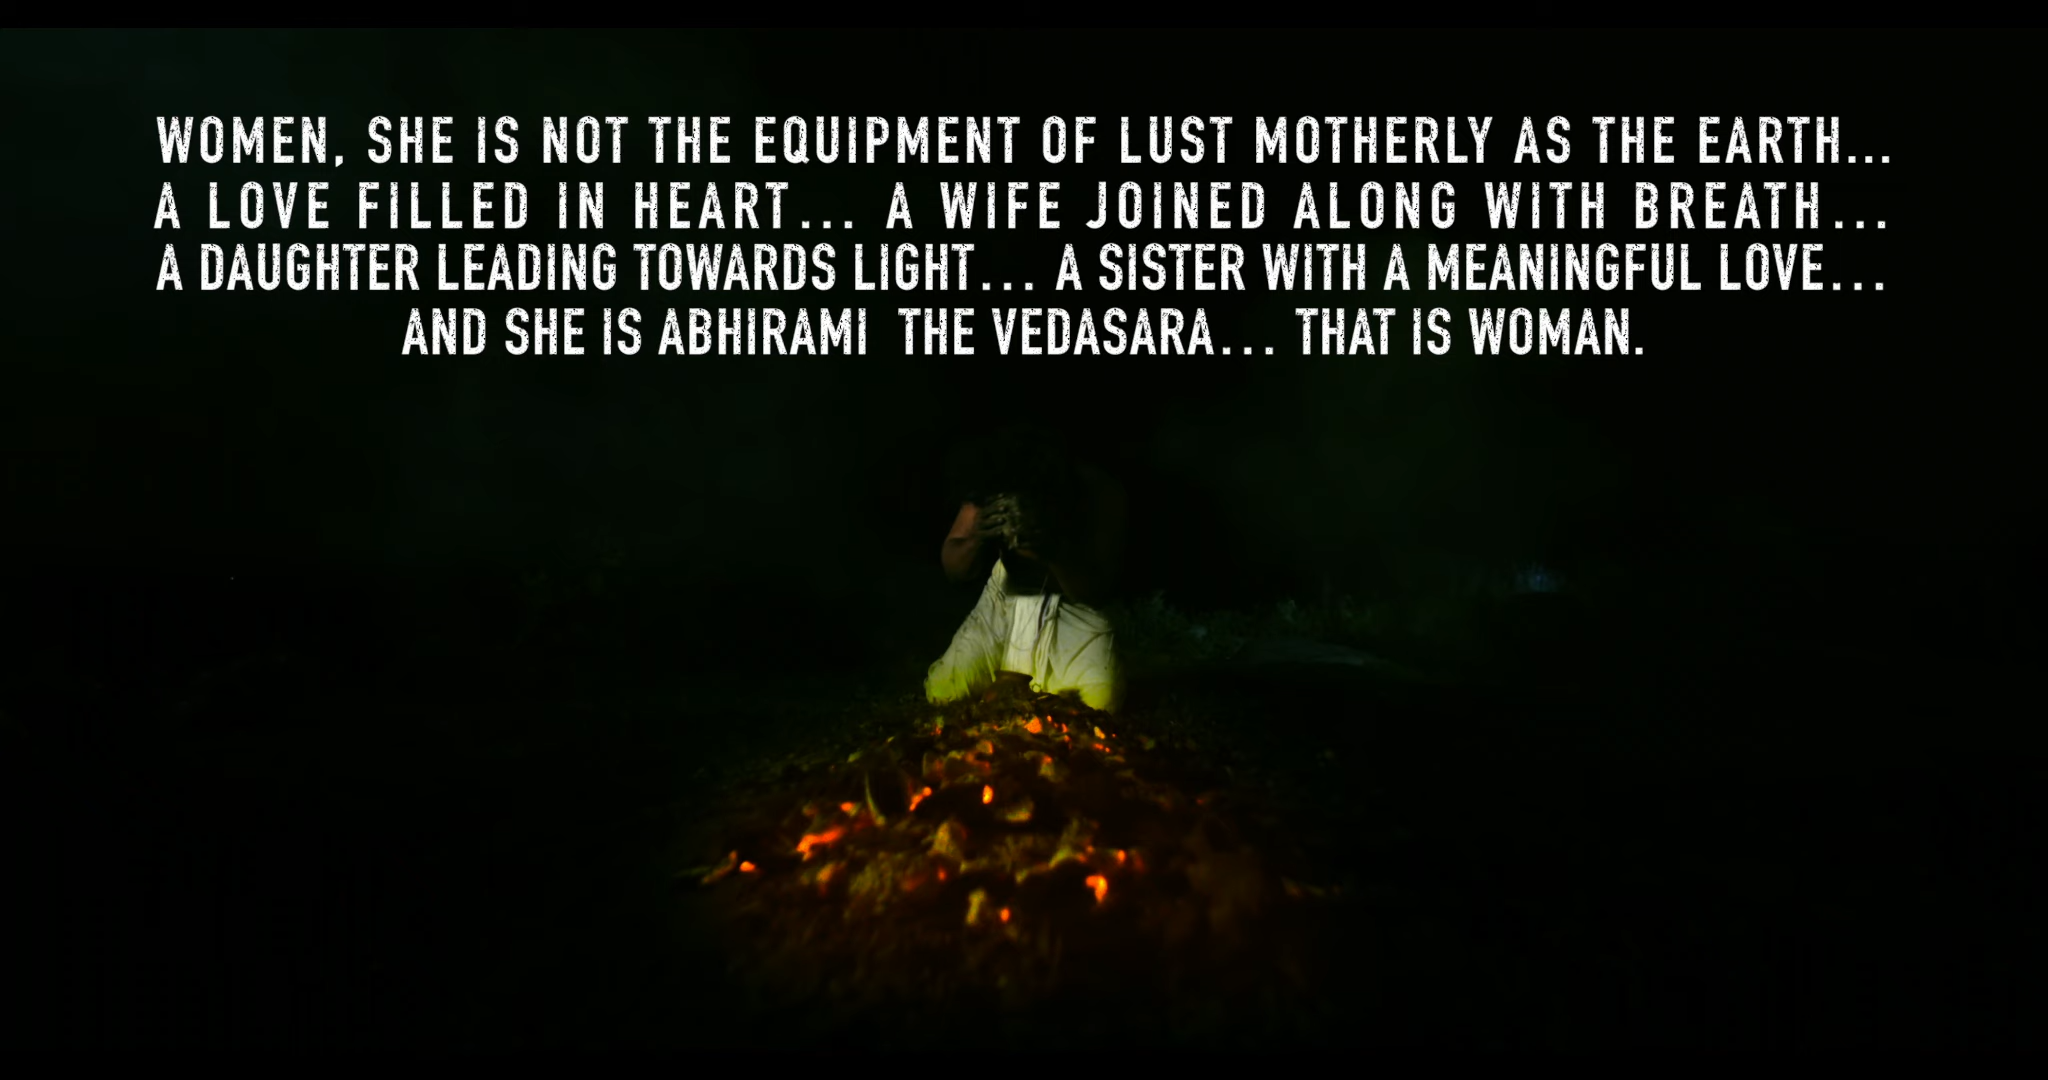 WOMEN, SHE IS NOT THE EQUIPMENT OF LUST MOTHERLY AS THE EARTH...
A LOVE FILLED IN HEART... A WIFE JOINED ALONG WITH BREATH...
A DAUGHTER LEADING TOWARDS LIGHT... A SISTER WITH A MEANINGFUL LOVE...
AND SHE IS ABHIRAMI THE VEDASARA... THAT IS WOMAN.